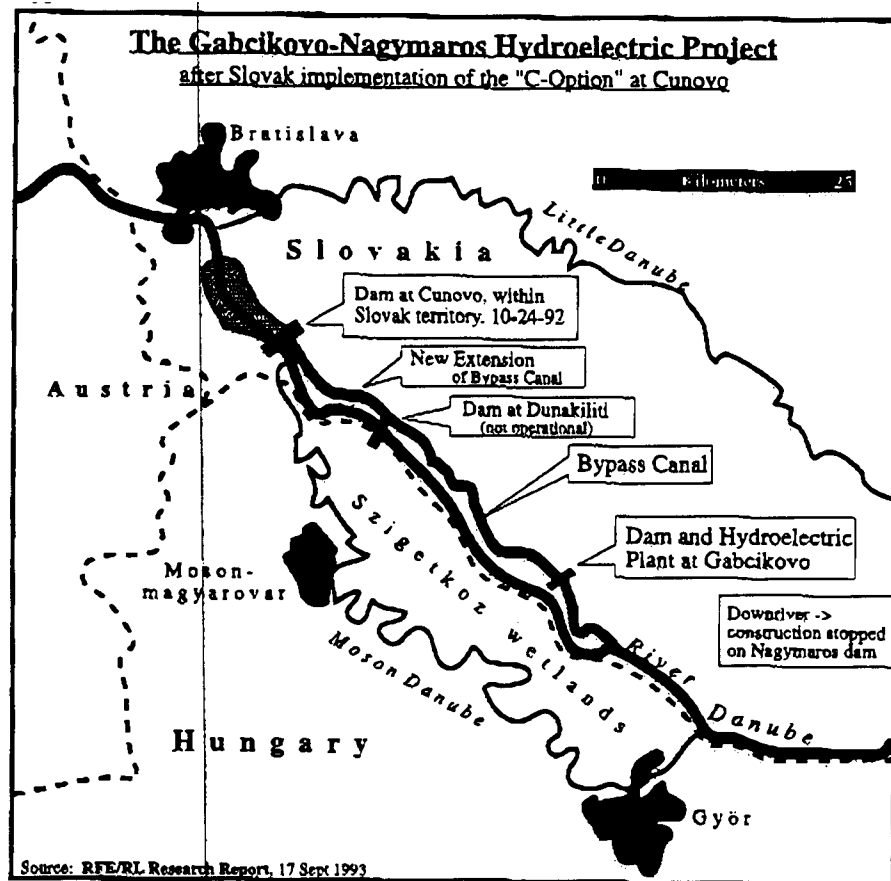 The Gabcikovo-Nagymaros Hydroelectric Project
after Slovak implementation of the "C-Option" at Cunovo
Bratislava
0 Kilometers 25
Little Danube
Slovakia
Dam at Cunovo, within
Slovak territory. 10-24-92
New Extension
of Bypass Canal
Austria
Dam at Dunakiliti
(not operational)
Bypass Canal
Szigetkoz wetlands
Dam and Hydroelectric
Plant at Gabcikovo
Moson-
magyarovar
Downdriver ->
construction stopped
on Nagymaros dam
Moson Danube
River Danube
Hungary
Györ
Source: RFE/RL Research Report, 17 Sept 1993